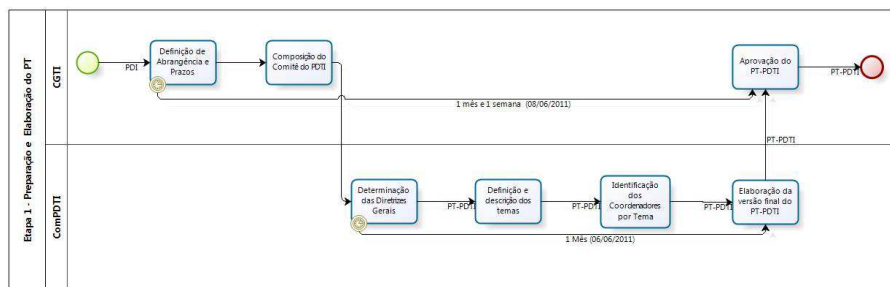 Etapa 1 - Preparação e Elaboração do PT
CGTI
PDI
Definição de
Abrangência e
Prazos
Composição do
Comitê do PDTI
Aprovação do
PT-PDTI
PT-PDTI
1 mês e 1 semana (08/06/2011)
PT-PDTI
ComPDTI
Determinação
das Diretrizes
Gerais
PT-PDTI
Definição e
descrição dos
temas
PT-PDTI
Identificação
dos
Coordenadores
por Tema
PT-PDTI
Elaboração da
versão final do
PT-PDTI
1 Mês (06/06/2011)